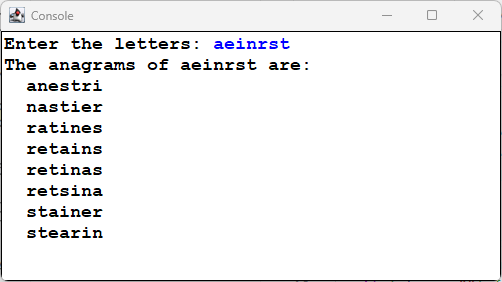 Console
Enter the letters: aeinrst
The anagrams of aeinrst are:
anestri
nastier
ratines
retains
retinas
retsina
stainer
stearin